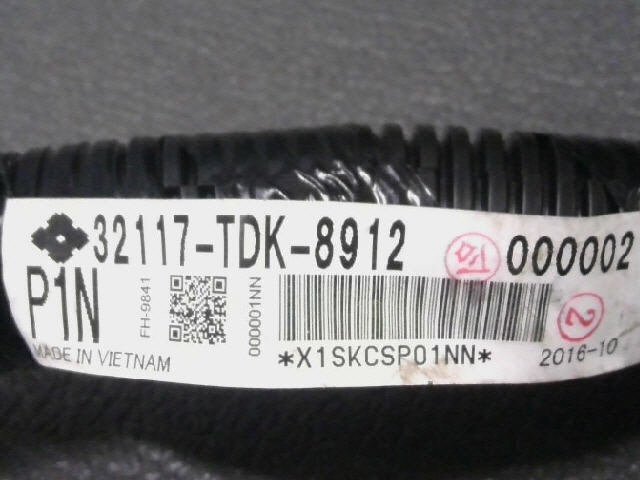 32117-TDK-8912 000002
P1N
FH-9841
000001NN
2
MADE IN VIETNAM
*X1SKCSP01NN*
2016-10